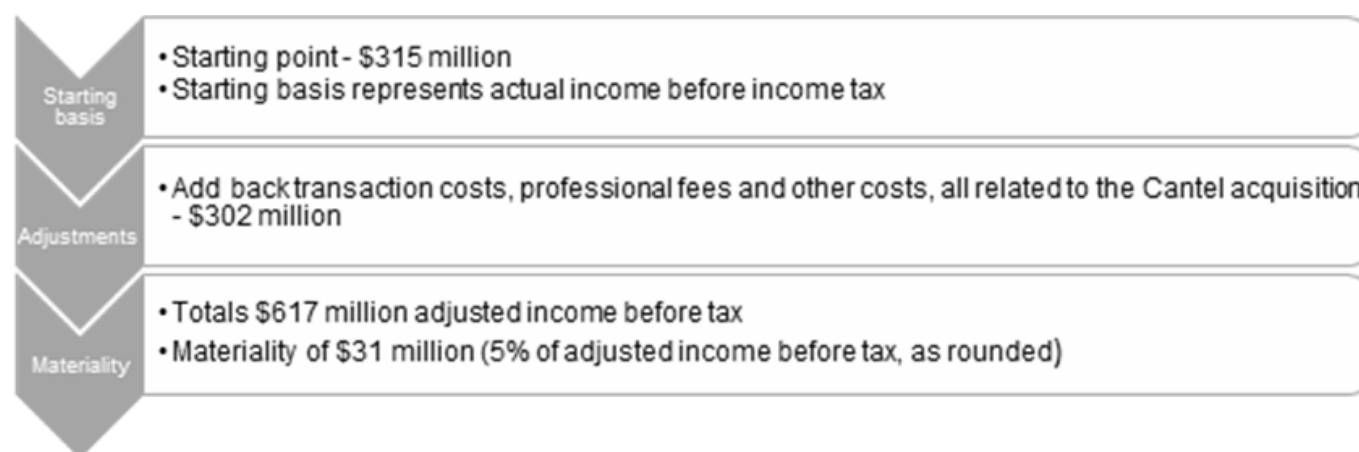 Starting
basis
• Starting point - $315 million
• Starting basis represents actual income before income tax
Adjustments
• Add back transaction costs, professional fees and other costs, all related to the Cantel acquisition
- $302 million
Materiality
• Totals $617 million adjusted income before tax
• Materiality of $31 million (5% of adjusted income before tax, as rounded)